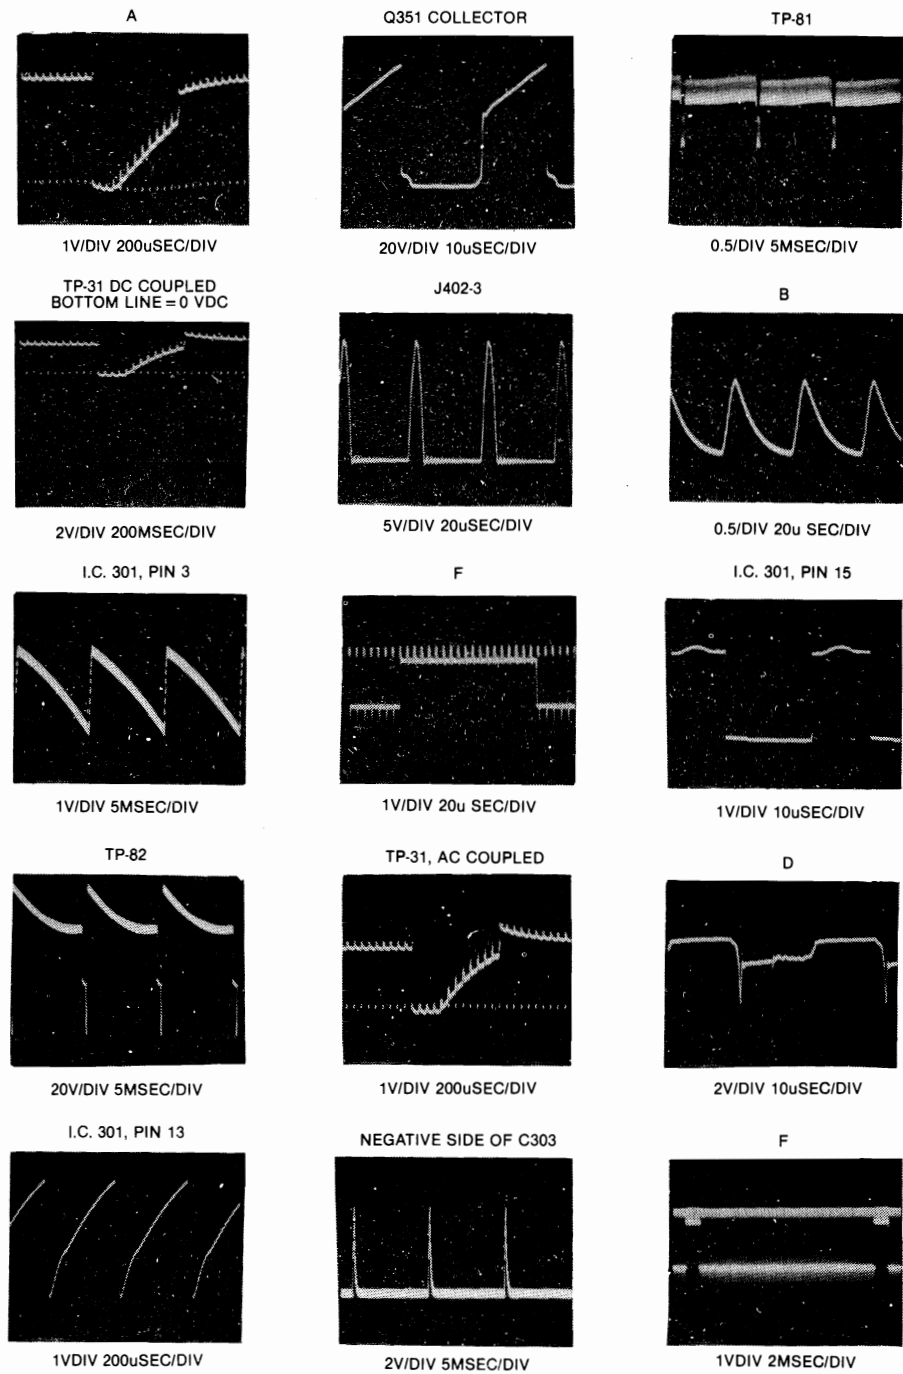 A
Q351 COLLECTOR
TP-81
1V/DIV 200uSEC/DIV
20V/DIV 10uSEC/DIV
0.5/DIV 5MSEC/DIV
TP-31 DC COUPLED
BOTTOM LINE = 0 VDC
J402-3
B
2V/DIV 200MSEC/DIV
5V/DIV 20uSEC/DIV
0.5/DIV 20u SEC/DIV
I.C. 301, PIN 3
F
I.C. 301, PIN 15
1V/DIV 5MSEC/DIV
1V/DIV 20u SEC/DIV
1V/DIV 10uSEC/DIV
TP-82
TP-31, AC COUPLED
D
20V/DIV 5MSEC/DIV
1V/DIV 200uSEC/DIV
2V/DIV 10uSEC/DIV
I.C. 301, PIN 13
NEGATIVE SIDE OF C303
F
1VDIV 200uSEC/DIV
2V/DIV 5MSEC/DIV
1VDIV 2MSEC/DIV